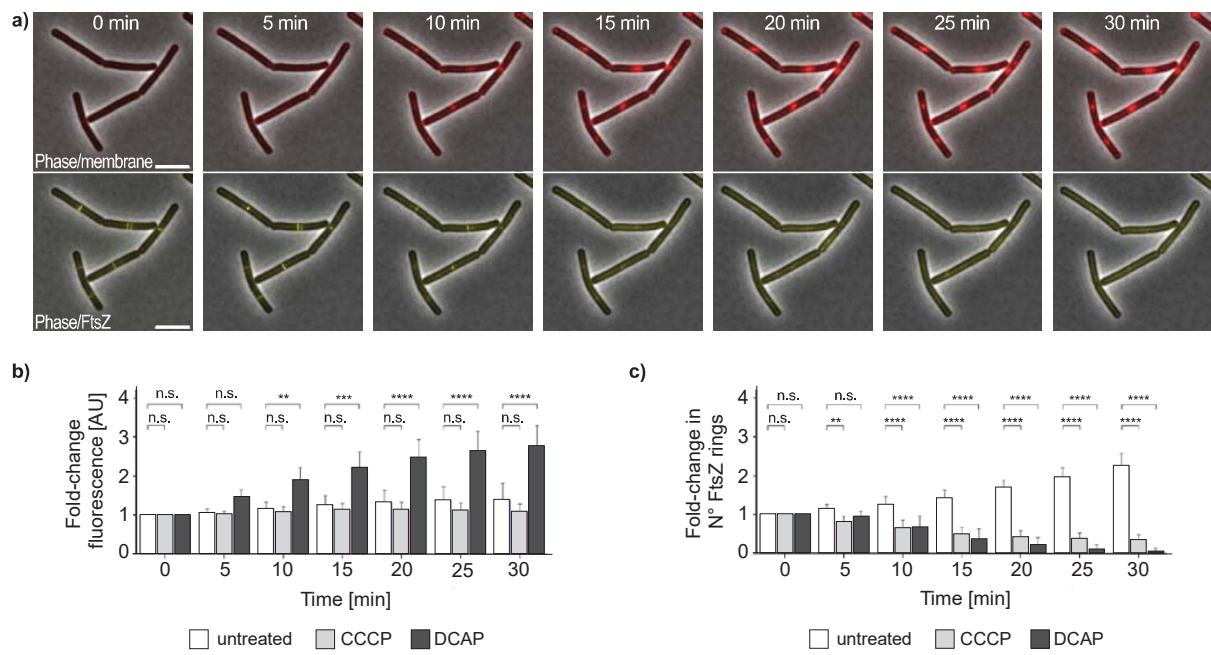 a)
0 min
5 min
10 min
15 min
20 min
25 min
30 min
Phase/membrane
Phase/FtsZ
b)
Fold-change
fluorescence [AU]
4
3
2
1
0
n.s. n.s. ** *** **** **** ****
n.s. n.s. n.s. n.s. n.s. n.s. n.s.
0 5 10 15 20 25 30
Time [min]
untreated CCCP DCAP
c)
Fold-change in
N° FtsZ rings
4
3
2
1
0
n.s. n.s. **** **** **** **** ****
n.s. ** **** **** **** **** ****
0 5 10 15 20 25 30
Time [min]
untreated CCCP DCAP